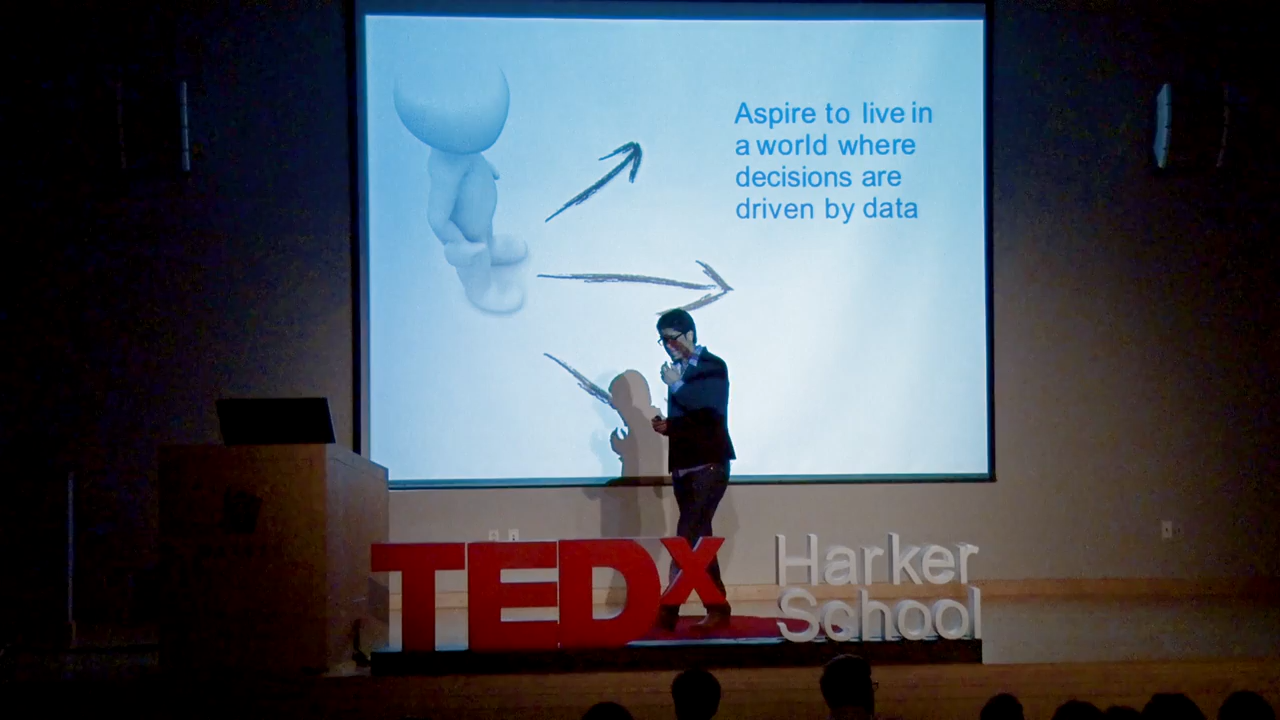 Aspire to live in
a world where
decisions are
driven by data
TEDx
Harker
School